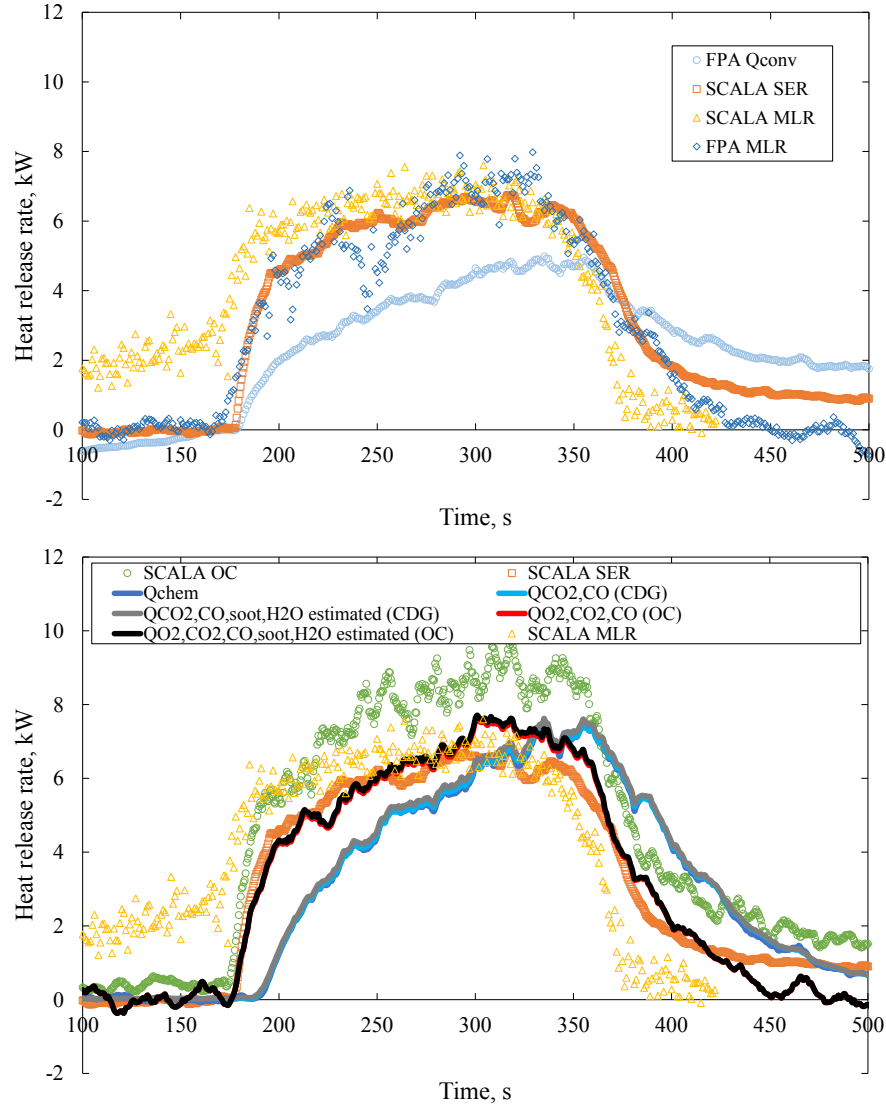 12
10
8
6
4
2
0
-2
Heat release rate, kW
FPA Qconv
SCALA SER
SCALA MLR
FPA MLR
100 150 200 250 300 350 400 450 500
Time, s
12
10
8
6
4
2
0
-2
Heat release rate, kW
SCALA OC SCALA SER
Qchem QCO2,CO (CDG)
QCO2,CO,soot,H2O estimated (CDG) QO2,CO2,CO (OC)
QO2,CO2,CO,soot,H2O estimated (OC) SCALA MLR
100 150 200 250 300 350 400 450 500
Time, s